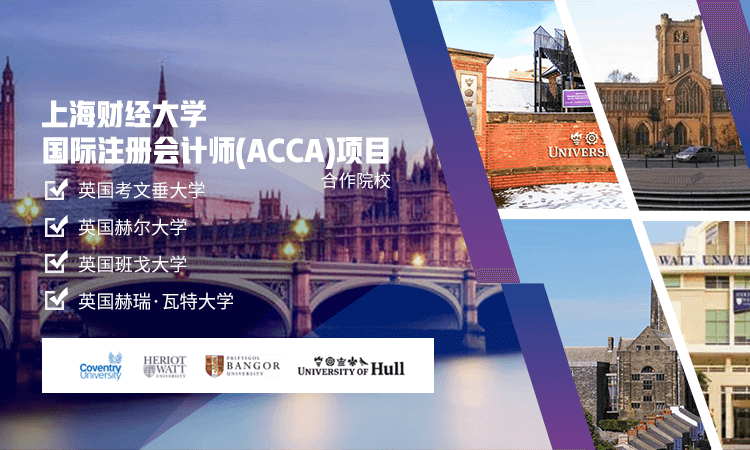 上海财经大学
国际注册会计师(ACCA)项目
合作院校
英国考文垂大学
英国赫尔大学
英国班戈大学
英国赫瑞·瓦特大学
Coventry
University
HERIOT
WATT
UNIVERSITY
PRIFYSGOL
BANGOR
UNIVERSITY
UNIVERSITY OF Hull
UNIVERS
WATT UNIVER